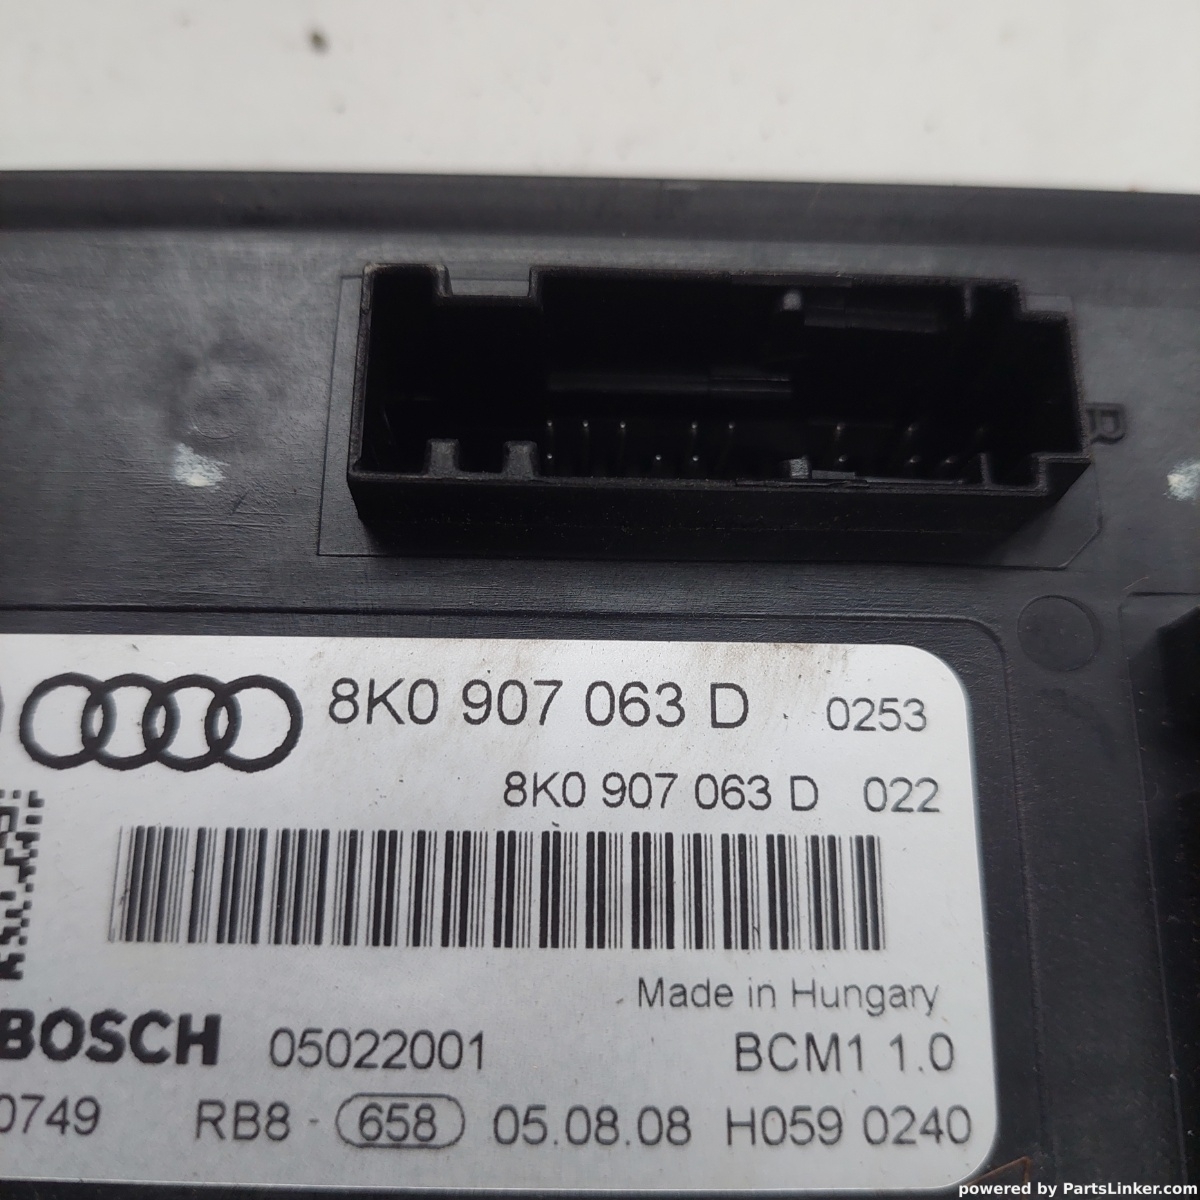 B
8K0 907 063 D 0253
8K0 907 063 D 022
Made in Hungary
BOSCH 05022001 BCM1 1.0
0749 RB8 - 658 05.08.08 H059 0240
powered by PartsLinker.com